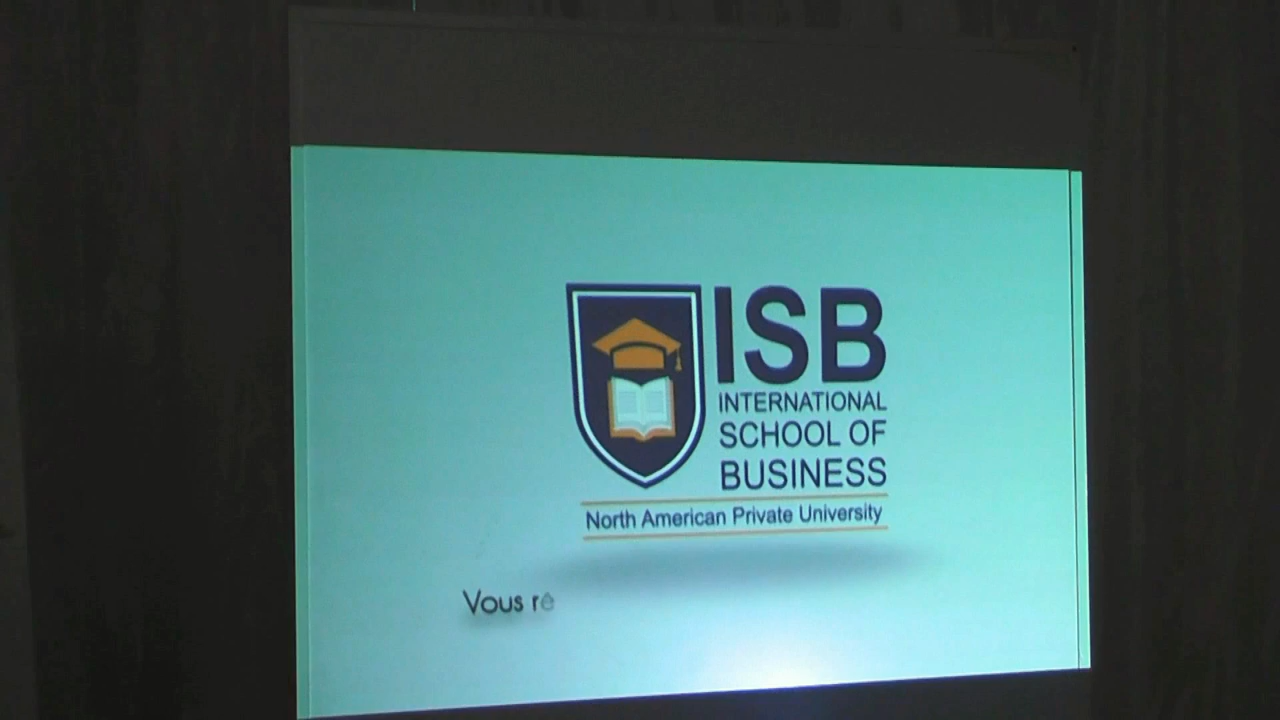 ISB
INTERNATIONAL
SCHOOL OF
BUSINESS
North American Private University
Vous rê